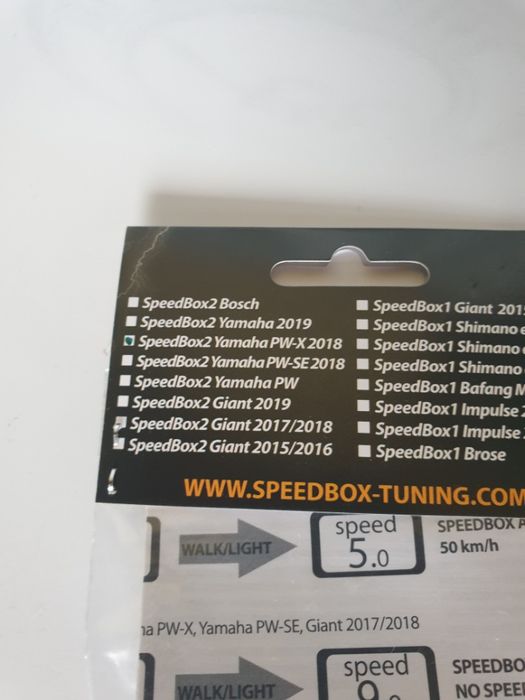 SpeedBox2 Bosch
SpeedBox2 Yamaha 2019
SpeedBox2 Yamaha PW-X 2018
SpeedBox2 Yamaha PW-SE 2018
SpeedBox2 Yamaha PW
SpeedBox2 Giant 2019
SpeedBox2 Giant 2017/2018
SpeedBox2 Giant 2015/2016
SpeedBox1 Giant 201
SpeedBox1 Shimano
SpeedBox1 Shimano
SpeedBox1 Shimano
SpeedBox1 Bafang M
SpeedBox1 Impulse
SpeedBox1 Impulse
SpeedBox1 Brose
WWW.SPEEDBOX-TUNING.COM
WALK/LIGHT
speed
5.0
SPEEDBOX A
50 km/h
PW-X, Yamaha PW-SE, Giant 2017/2018
WALK/LIGHT
speed
SPEEDBO
NO SPEE